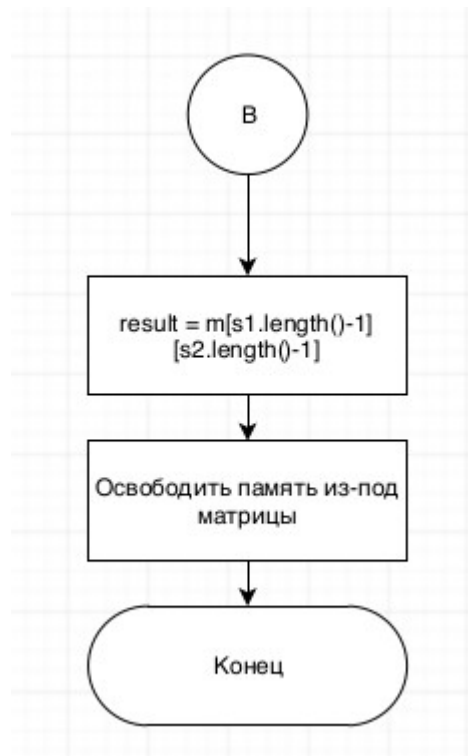 B
result = m[s1.length()-1]
[s2.length()-1]
Освободить память из-под
матрицы
Конец